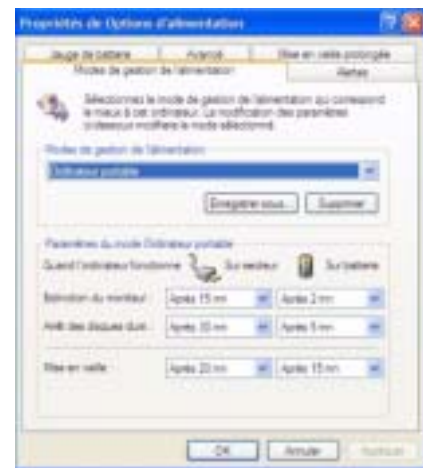 Propriétés de Options d'alimentation
Jauge de batterie
Avancé
Mise en veille prolongée
Modes de gestion de l'alimentation
Alertes
Sélectionnez le mode de gestion de l'alimentation qui correspond
le mieux à cet ordinateur. La modification des paramètres
ci-dessous modifiera le mode sélectionné.
Modes de gestion de l'alimentation
Ordinateur portable
Enregistrer sous...
Supprimer
Paramètres du mode Ordinateur portable
Quand l'ordinateur fonctionne
Sur secteur
Sur batterie
Extinction du moniteur
Après 15 mn
Après 2 mn
Arrêt des disques durs
Après 30 mn
Après 5 mn
Mise en veille
Après 20 mn
Après 15 mn
OK
Annuler
Appliquer